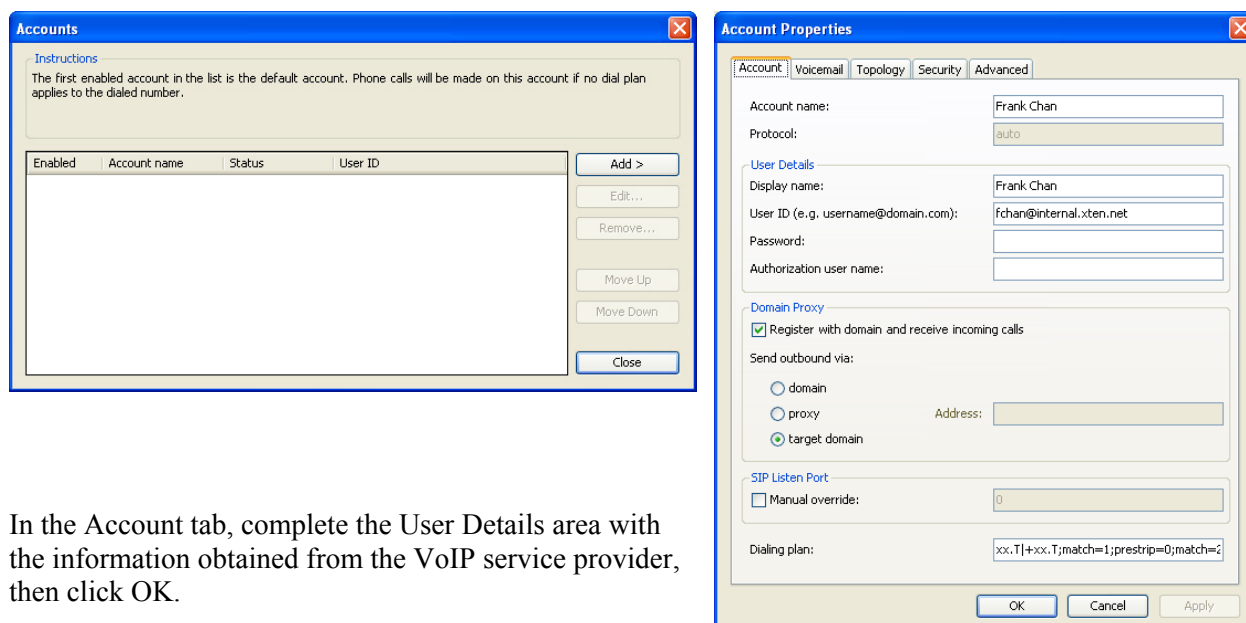 Accounts
Instructions
The first enabled account in the list is the default account. Phone calls will be made on this account if no dial plan
applies to the dialed number.
Enabled Account name Status User ID
Add >
Edit...
Remove...
Move Up
Move Down
Close
In the Account tab, complete the User Details area with
the information obtained from the VoIP service provider,
then click OK.
Account Properties
Account Voicemail Topology Security Advanced
Account name: Frank Chan
Protocol: auto
User Details
Display name: Frank Chan
User ID (e.g. username@domain.com): fchan@internal.xten.net
Password:
Authorization user name:
Domain Proxy
Register with domain and receive incoming calls
Send outbound via:
domain
proxy Address:
target domain
SIP Listen Port
Manual override: 0
Dialing plan: xx.T|+xx.T;match=1;prestrip=0;match=2
OK Cancel Apply